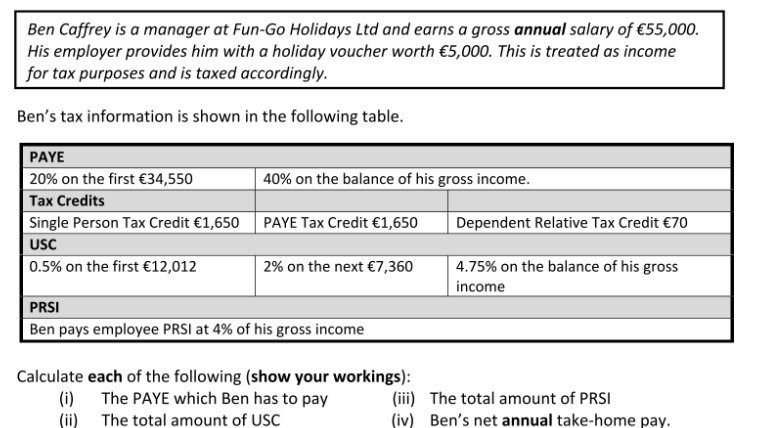 Ben Caffrey is a manager at Fun-Go Holidays Ltd and earns a gross annual salary of €55,000.
His employer provides him with a holiday voucher worth €5,000. This is treated as income
for tax purposes and is taxed accordingly.
Ben’s tax information is shown in the following table.
PAYE
20% on the first €34,550 40% on the balance of his gross income.
Tax Credits
Single Person Tax Credit €1,650 PAYE Tax Credit €1,650 Dependent Relative Tax Credit €70
USC
0.5% on the first €12,012 2% on the next €7,360 4.75% on the balance of his gross
income
PRSI
Ben pays employee PRSI at 4% of his gross income
Calculate each of the following (show your workings):
(i) The PAYE which Ben has to pay (iii) The total amount of PRSI
(ii) The total amount of USC (iv) Ben’s net annual take-home pay.